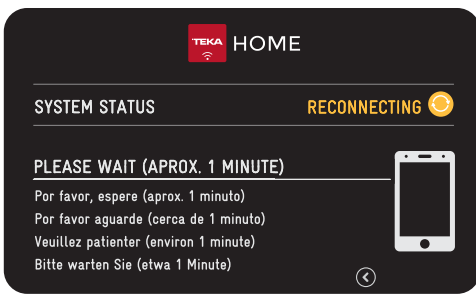 TEKA HOME
SYSTEM STATUS RECONNECTING
PLEASE WAIT (APROX. 1 MINUTE)
Por favor, espere (aprox. 1 minuto)
Por favor aguarde (cerca de 1 minuto)
Veuillez patienter (environ 1 minute)
Bitte warten Sie (etwa 1 Minute)